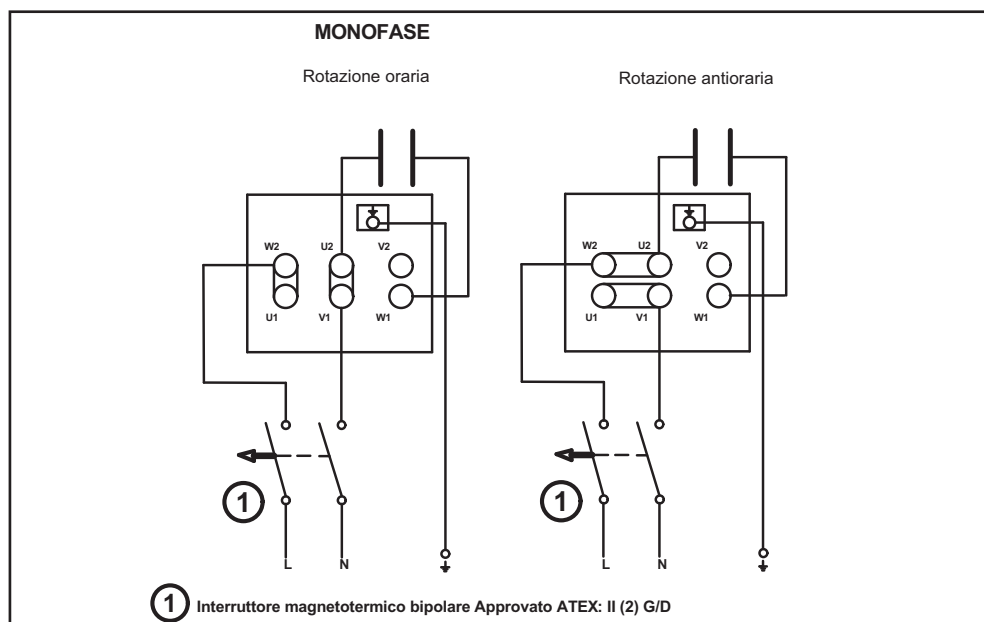 MONOFASE
Rotazione oraria
Rotazione antioraria
W2 U2 V2
U1 V1 W1
W2 U2 V2
U1 V1 W1
1
1
L N
L N
1 Interruttore magnetotermico bipolare Approvato ATEX: II (2) G/D